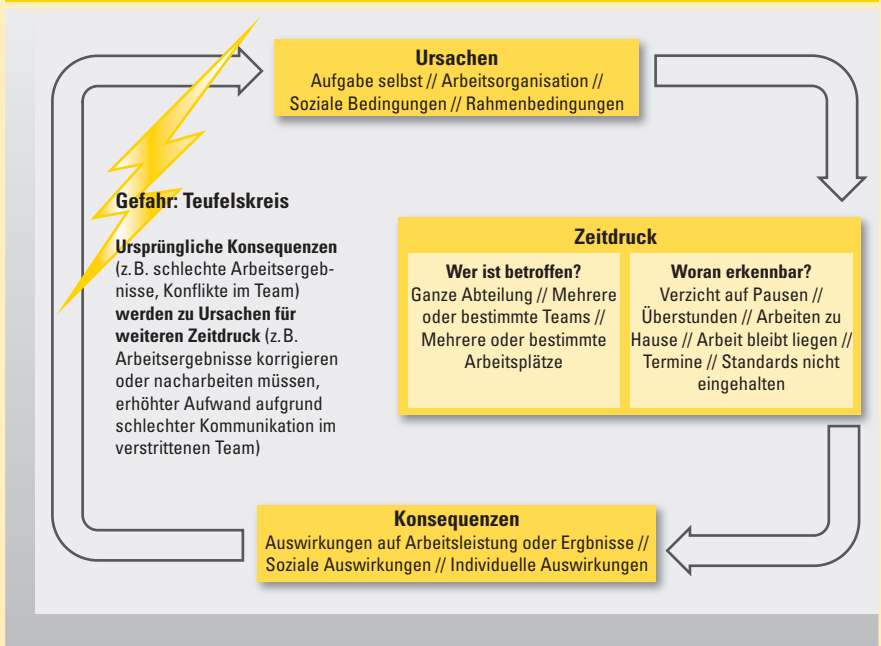 Ursachen
Aufgabe selbst // Arbeitsorganisation //
Soziale Bedingungen // Rahmenbedingungen
Gefahr: Teufelskreis
Ursprüngliche Konsequenzen
(z. B. schlechte Arbeitsergeb-
nisse, Konflikte im Team)
werden zu Ursachen für
weiteren Zeitdruck (z. B.
Arbeitsergebnisse korrigieren
oder nacharbeiten müssen,
erhöhter Aufwand aufgrund
schlechter Kommunikation im
verstrittenen Team)
Zeitdruck
Wer ist betroffen?
Ganze Abteilung // Mehrere
oder bestimmte Teams //
Mehrere oder bestimmte
Arbeitsplätze
Woran erkennbar?
Verzicht auf Pausen //
Überstunden // Arbeiten zu
Hause // Arbeit bleibt liegen //
Termine // Standards nicht
eingehalten
Konsequenzen
Auswirkungen auf Arbeitsleistung oder Ergbnisse //
Soziale Auswirkungen // Individuelle Auswirkungen